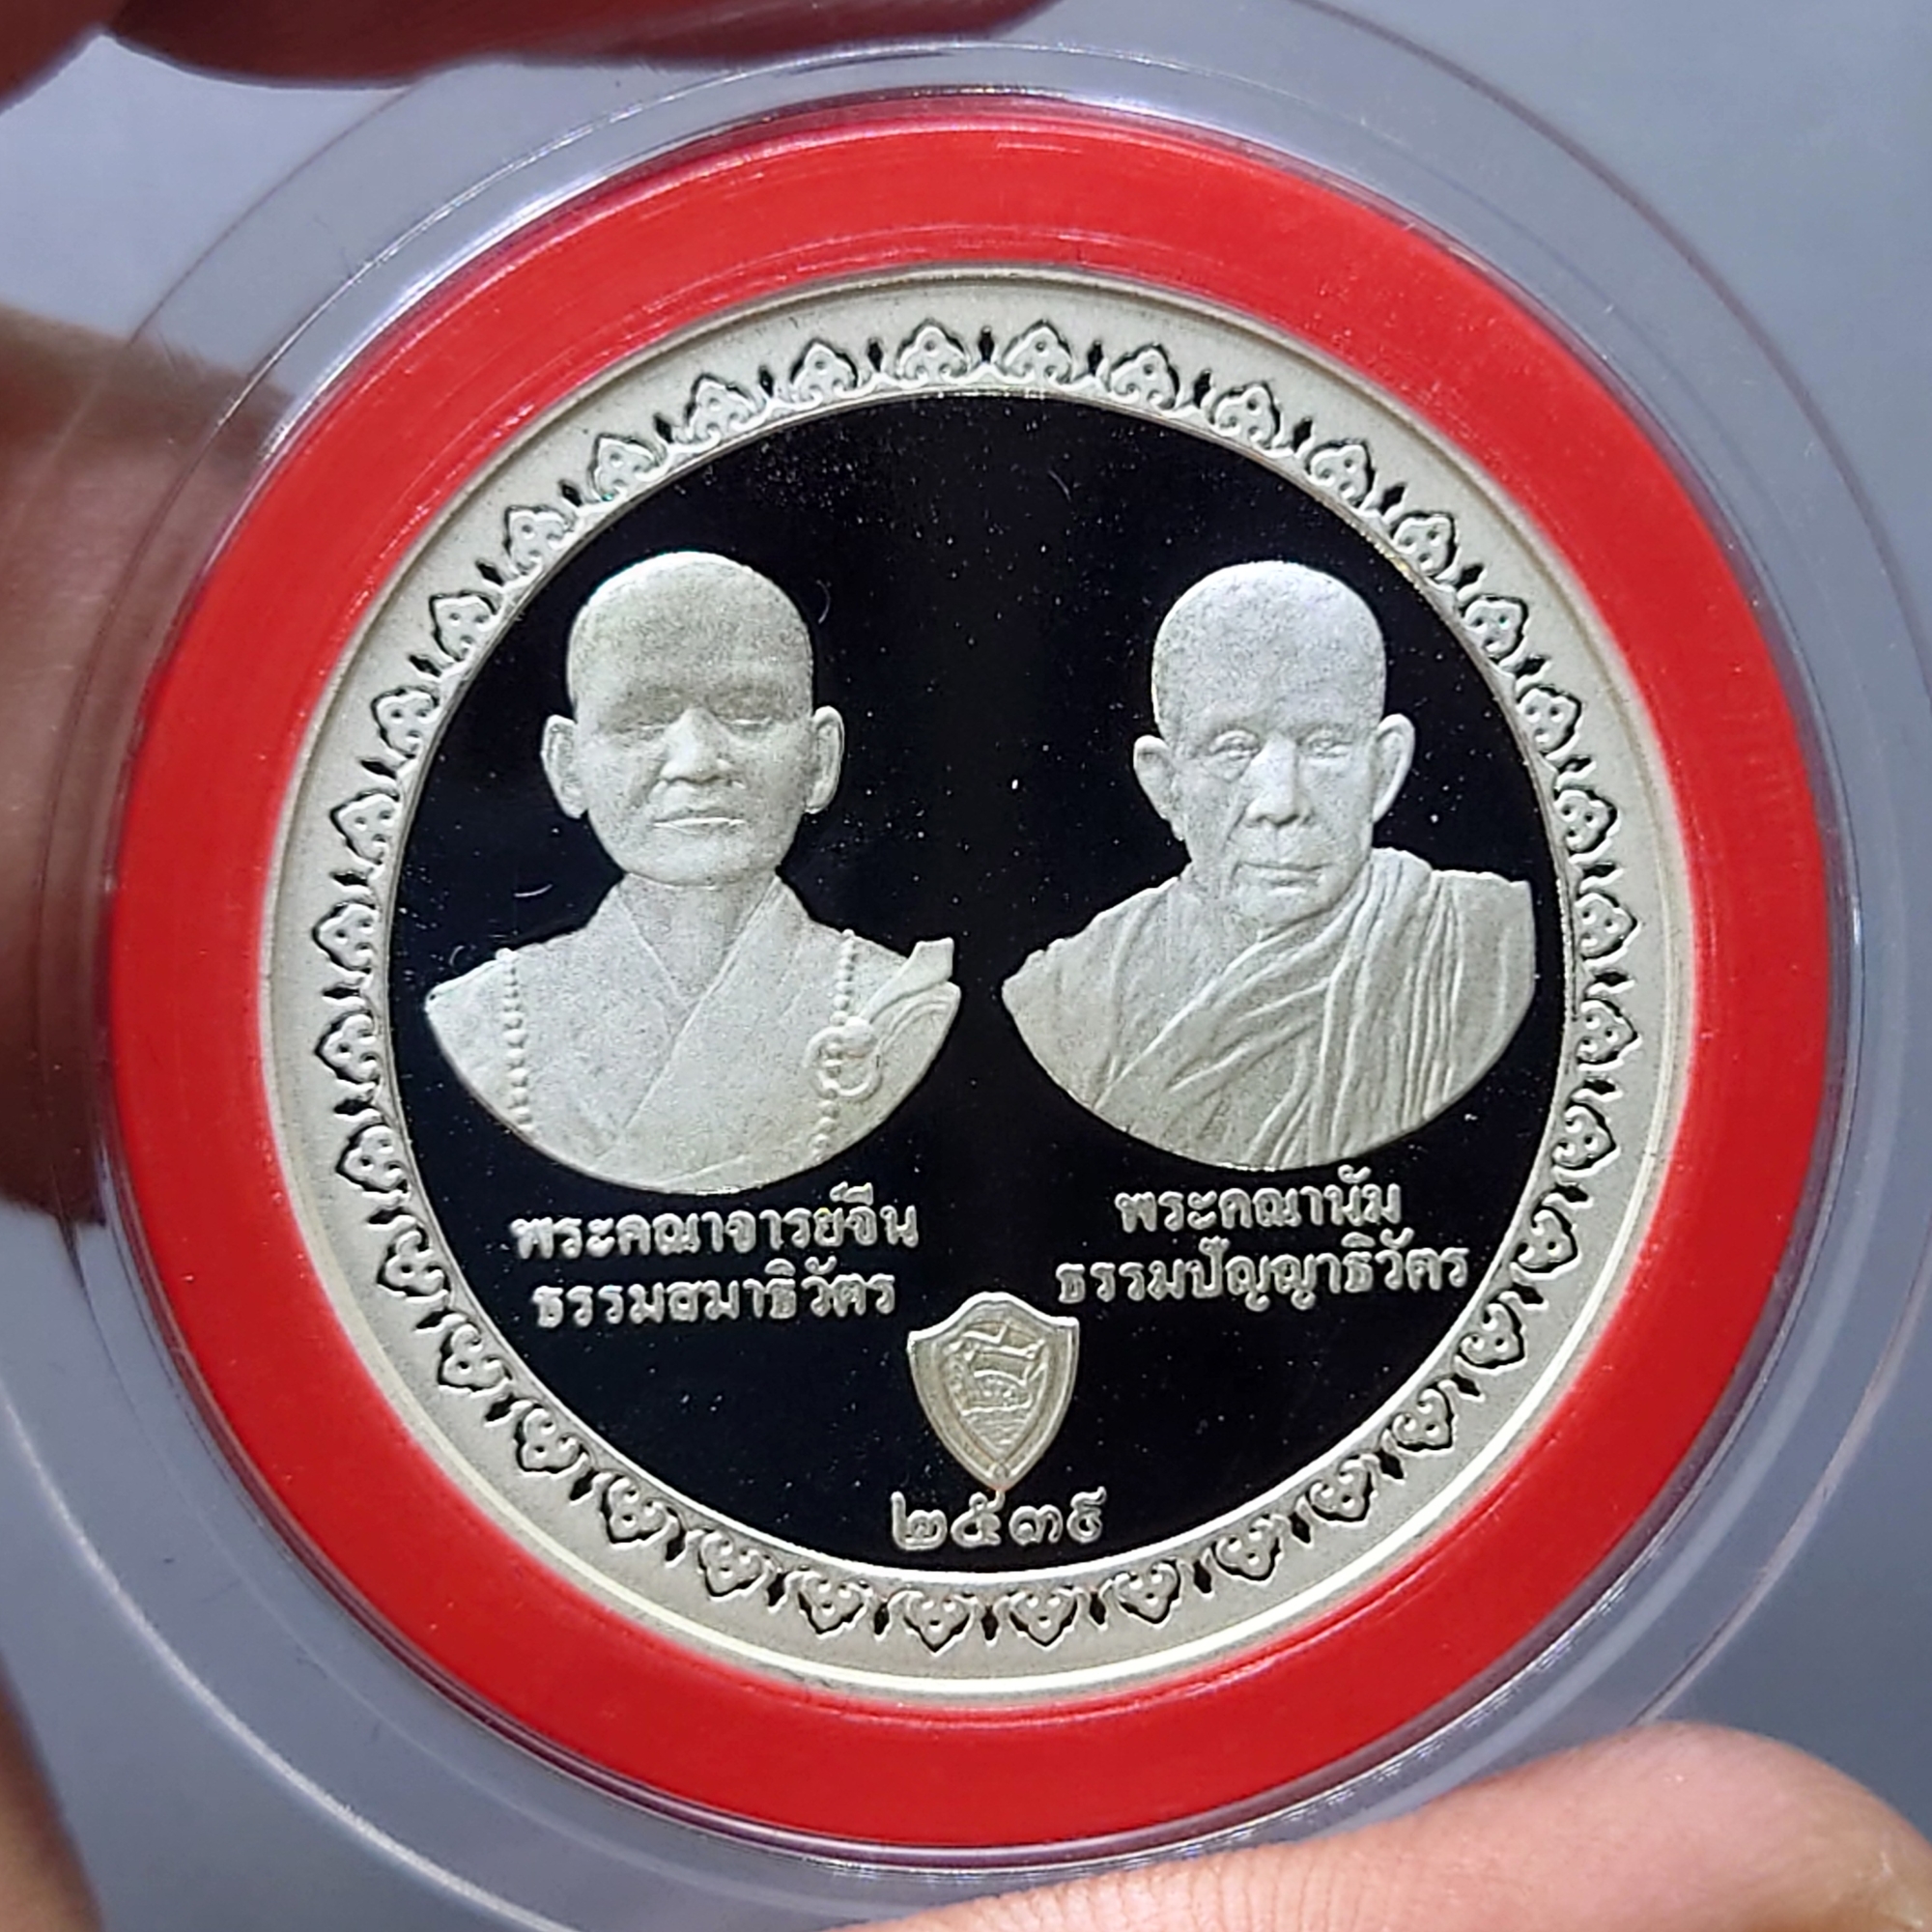 พระคณาจารย์จีน
ธรรมสมาธิวัตร
พระคณานัม
ธรรมปัญญาธิวัตร
๒๕๓๙